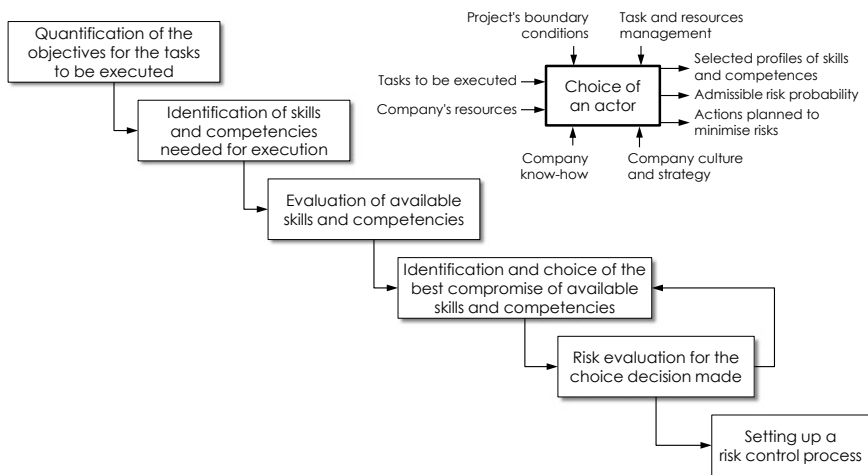 Quantification of the
objectives for the tasks
to be executed
Identification of skills
and competencies
needed for execution
Evaluation of available
skills and competencies
Identification and choice of the
best compromise of available
skills and competencies
Risk evaluation for the
choice decision made
Setting up a
risk control process
Project's boundary
conditions
Task and resources
management
Tasks to be executed
Company's resources
Choice of
an actor
Selected profiles of skills
and competences
Admissible risk probability
Actions planned to
minimise risks
Company
know-how
Company culture
and strategy